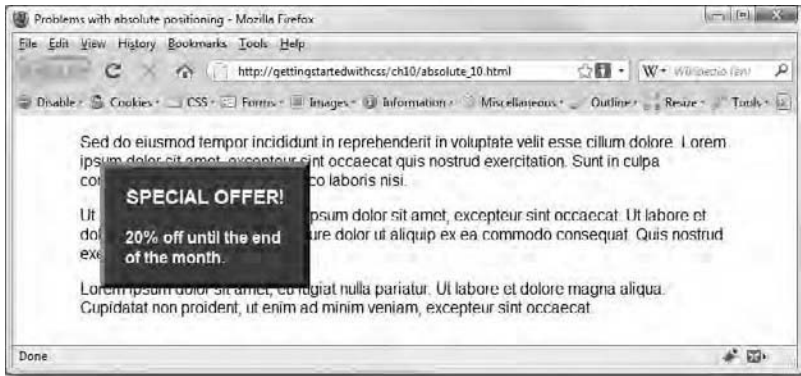 Problems with absolute positioning - Mozilla Firefox
File Edit View History Bookmarks Tools Help
http://gettingstartedwithcss/ch10/absolute_10.html W
Disable Cookies CSS Forms Images Information Miscellaneous Outline Resize Tools
Sed do eiusmod tempor incididunt in reprehenderit in voluptate velit esse cillum dolore. Lorem
ipsum dolor sit amet, excepteur sint occaecat quis nostrud exercitation. Sunt in culpa
co laboris nisi.
SPECIAL OFFER!
20% off until the end
of the month.
Ut psum dolor sit amet, excepteur sint occaecat. Ut labore et
dol ure dolor ut aliquip ex ea commodo consequat. Quis nostrud
exe
Lorem ipsum dolor sit amet, eu fugiat nulla pariatur. Ut labore et dolore magna aliqua.
Cupidatat non proident, ut enim ad minim veniam, excepteur sint occaecat.
Done